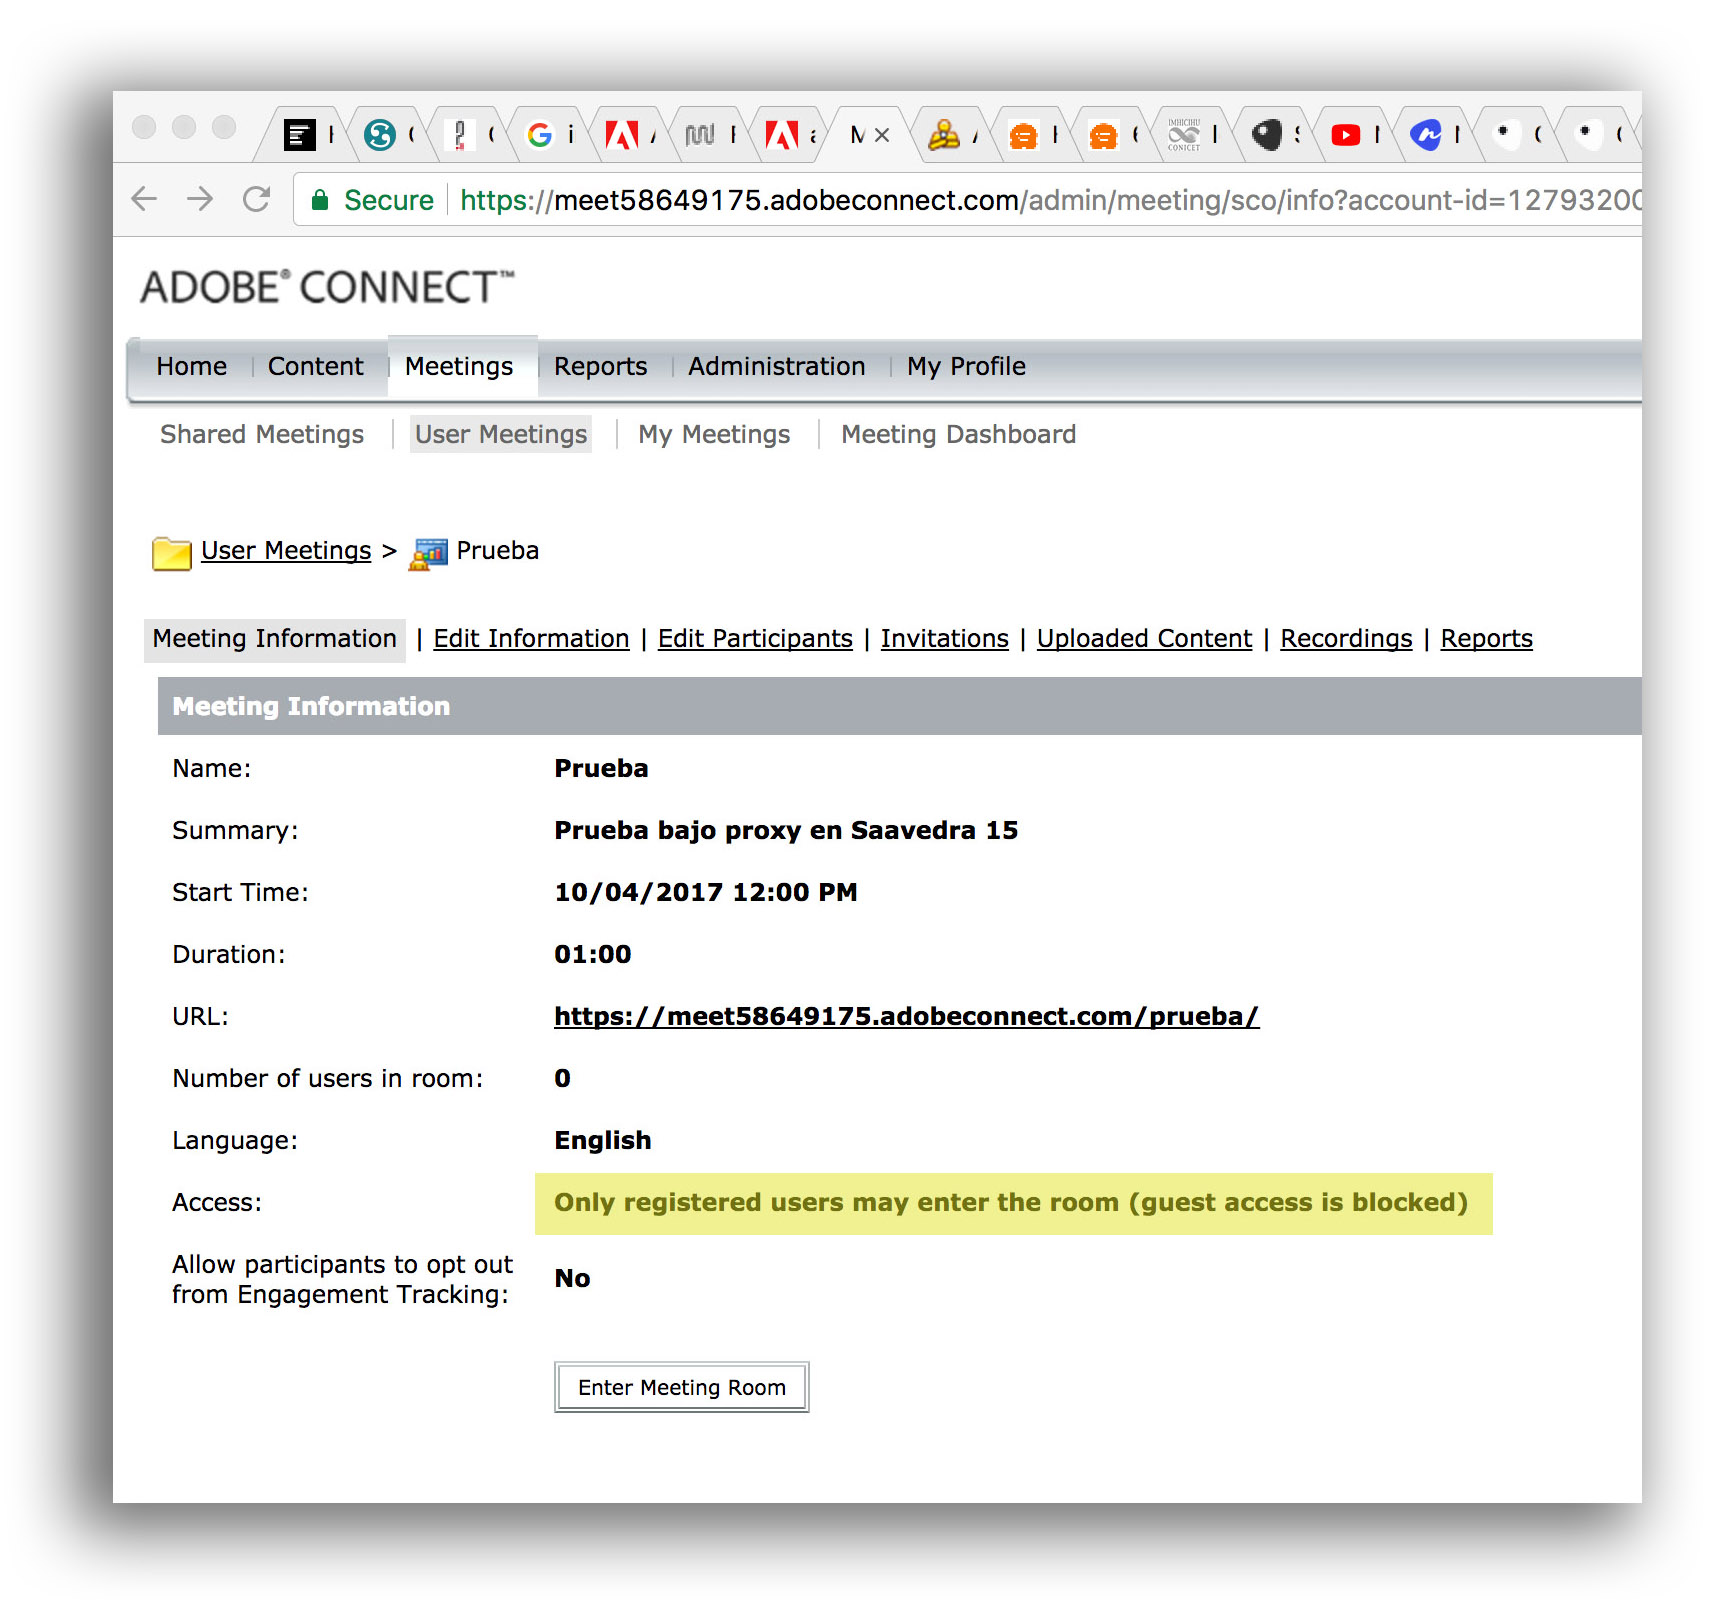 Secure https://meet58649175.adobeconnect.com/admin/meeting/sco/info?account-id=1279320
ADOBE® CONNECT™
Home Content Meetings Reports Administration My Profile
Shared Meetings User Meetings My Meetings Meeting Dashboard
User Meetings > Prueba
Meeting Information | Edit Information | Edit Participants | Invitations | Uploaded Content | Recordings | Reports
Meeting Information
Name: Prueba
Summary: Prueba bajo proxy en Saavedra 15
Start Time: 10/04/2017 12:00 PM
Duration: 01:00
URL: https://meet58649175.adobeconnect.com/prueba/
Number of users in room: 0
Language: English
Access: Only registered users may enter the room (guest access is blocked)
Allow participants to opt out
from Engagement Tracking: No
Enter Meeting Room